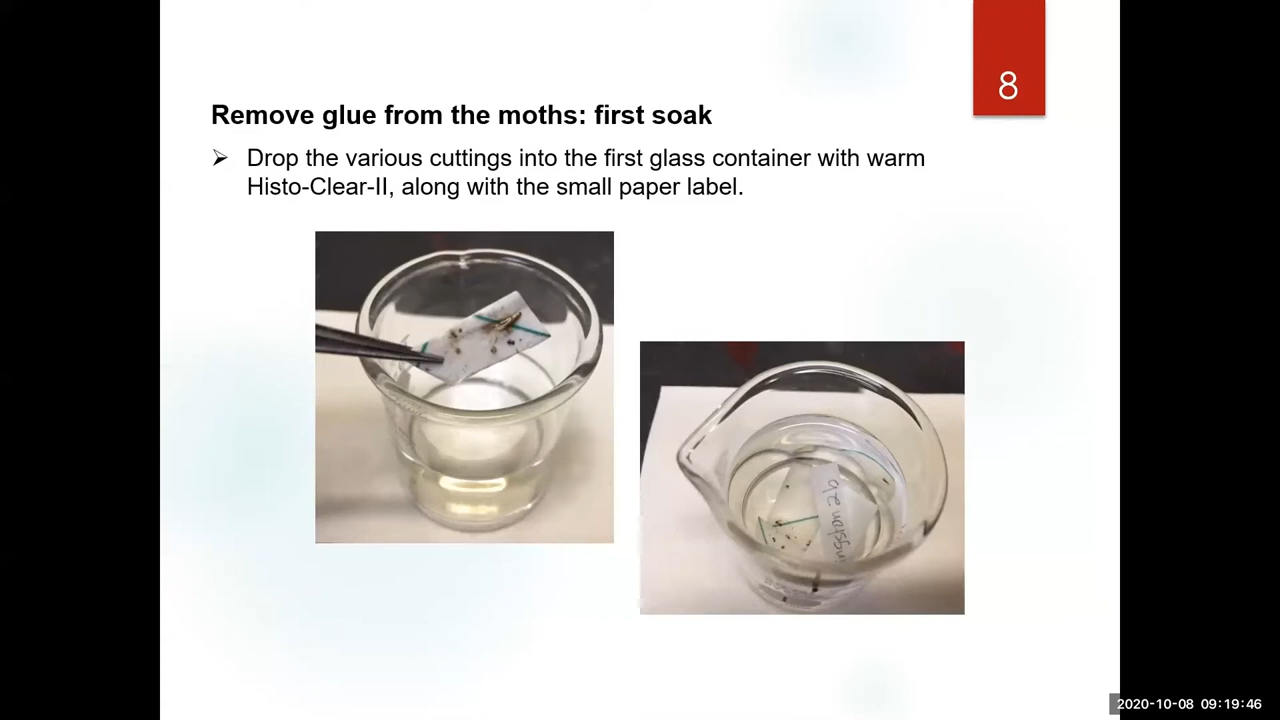 8
Remove glue from the moths: first soak
➢ Drop the various cuttings into the first glass container with warm
Histo-Clear-II, along with the small paper label.
2020-10-08 09:19:46